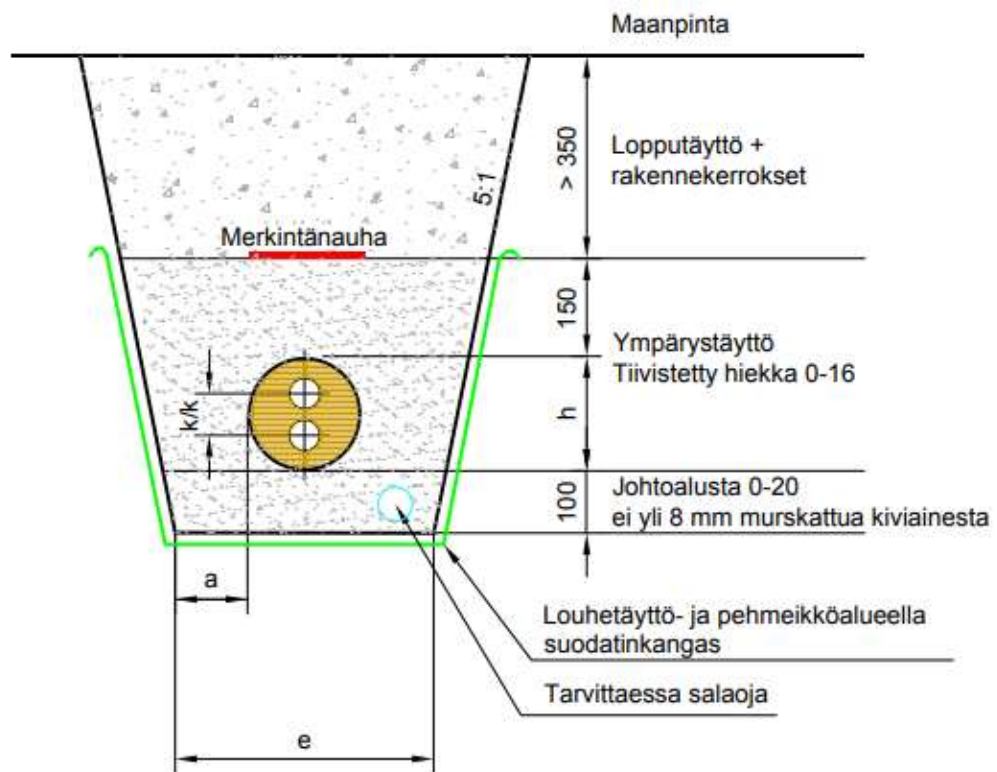 Maanpinta
> 350
Lopputäyttö +
rakennekerrokset
5:1
Merkintänauha
150
Ympärystäyttö
Tiivistetty hiekka 0-16
k/k
h
100
Johtoalusta 0-20
ei yli 8 mm murskattua kiviainesta
a
Louhetäyttö- ja pehmeikköalueella
suodatinkangas
Tarvittaessa salaoja
e